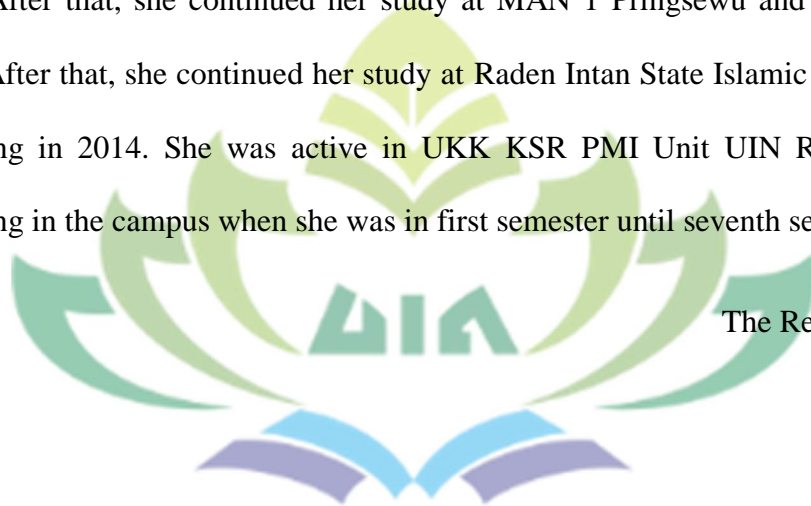 After that, she continued her study at MAN 1 Pringsewu and
After that, she continued her study at Raden Intan State Islamic
ng in 2014. She was active in UKK KSR PMI Unit UIN R
ng in the campus when she was in first semester until seventh se
The Re
UIN